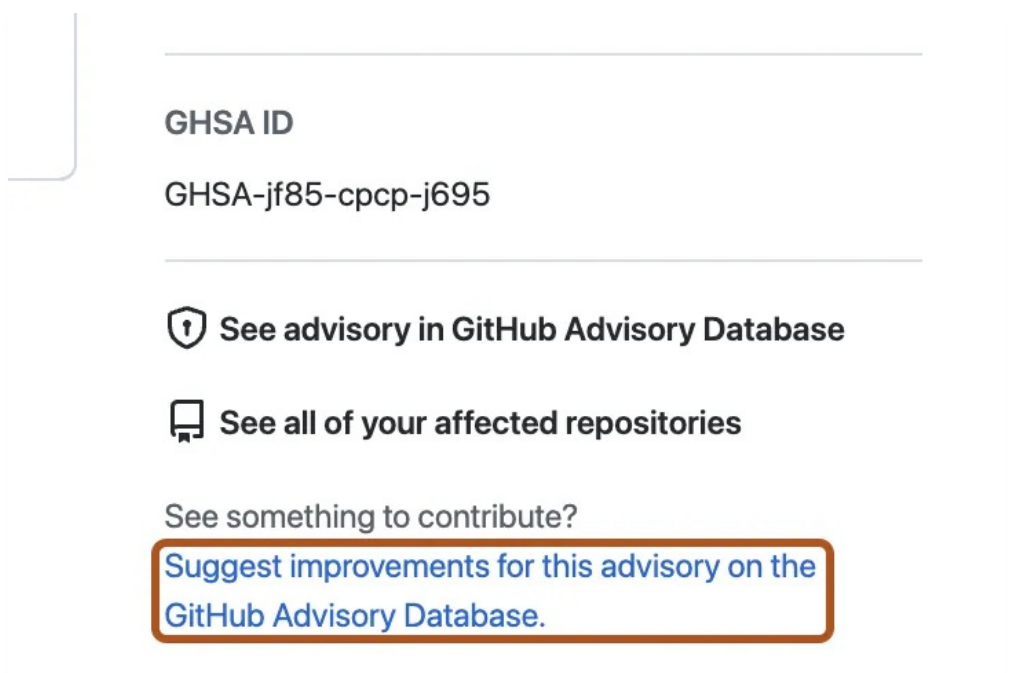 GHSA ID
GHSA-jf85-cpcp-j695
See advisory in GitHub Advisory Database
See all of your affected repositories
See something to contribute?
Suggest improvements for this advisory on the
GitHub Advisory Database.